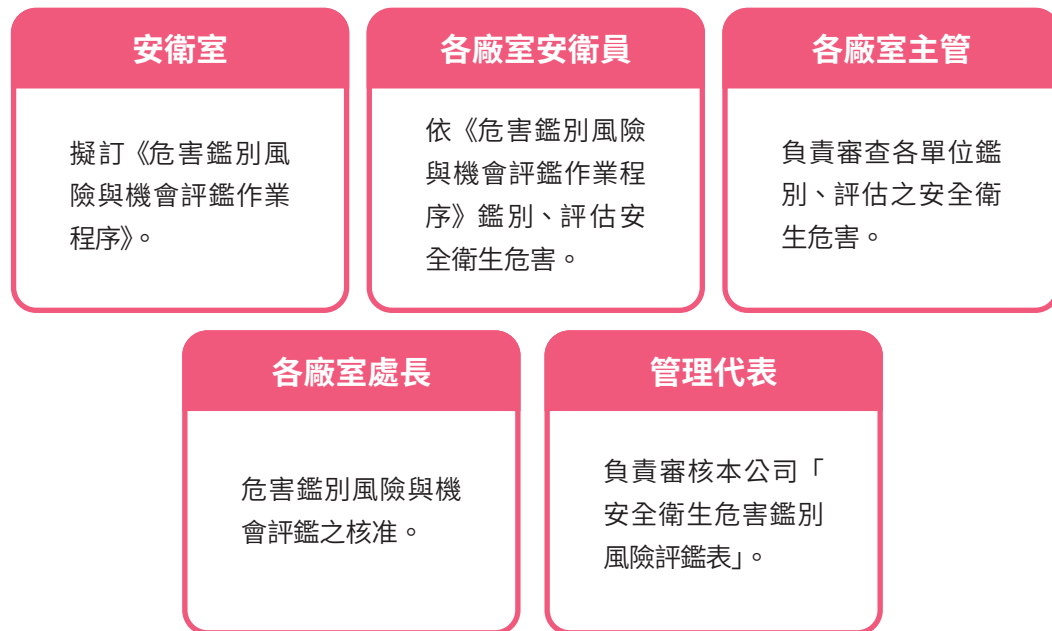 安衛室
擬訂《危害鑑別風
險與機會評鑑作業
程序》。
各廠室安衛員
依《危害鑑別風險
與機會評鑑作業程
序》鑑別、評估安
全衛生危害。
各廠室主管
負責審查各單位鑑
別、評估之安全衛
生危害。
各廠室處長
危害鑑別風險與機
會評鑑之核准。
管理代表
負責審核本公司「
安全衛生危害鑑別
風險評鑑表」。